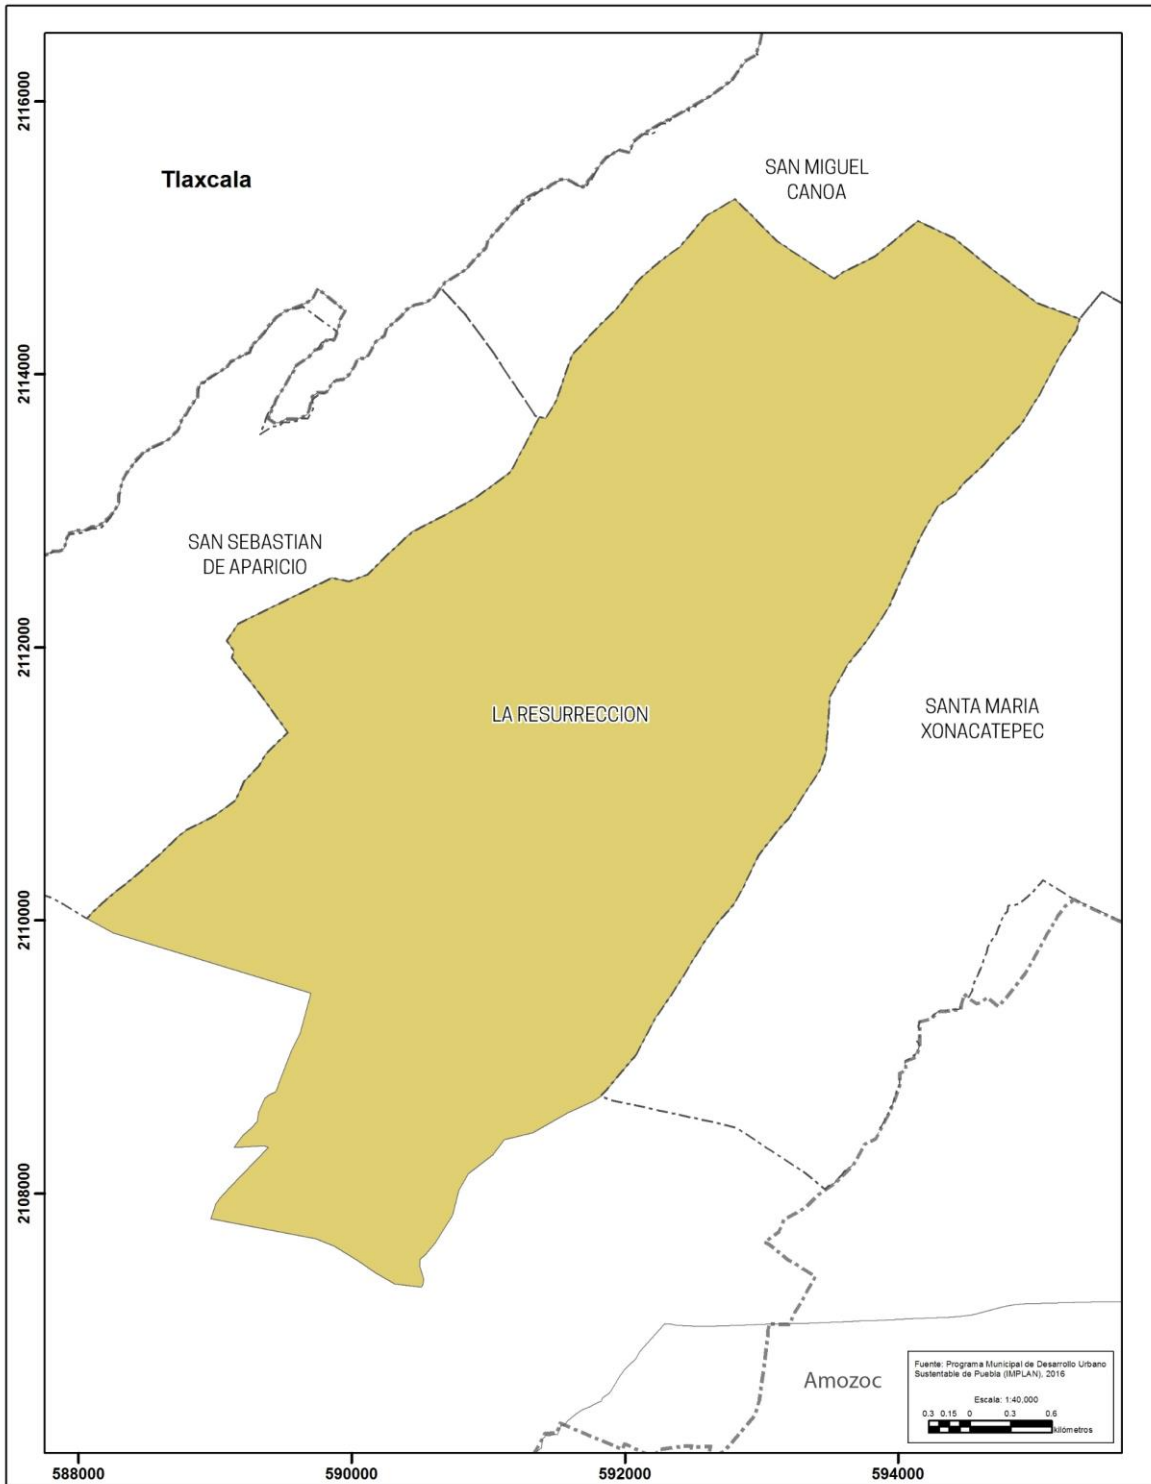 2116000
Tlaxcala
SAN MIGUEL
CANOA
2114000
SAN SEBASTIAN
DE APARICIO
2112000
LA RESURRECCION
SANTA MARIA
XONACATEPEC
2110000
2108000
Amozoc
Fuente: Programa Municipal de Desarrollo Urbano
Sustentable de Puebla (IMPLAN), 2016
Escala: 1:40,000
0.3 0.15 0 0.3 0.6
kilómetros
588000 590000 592000 594000